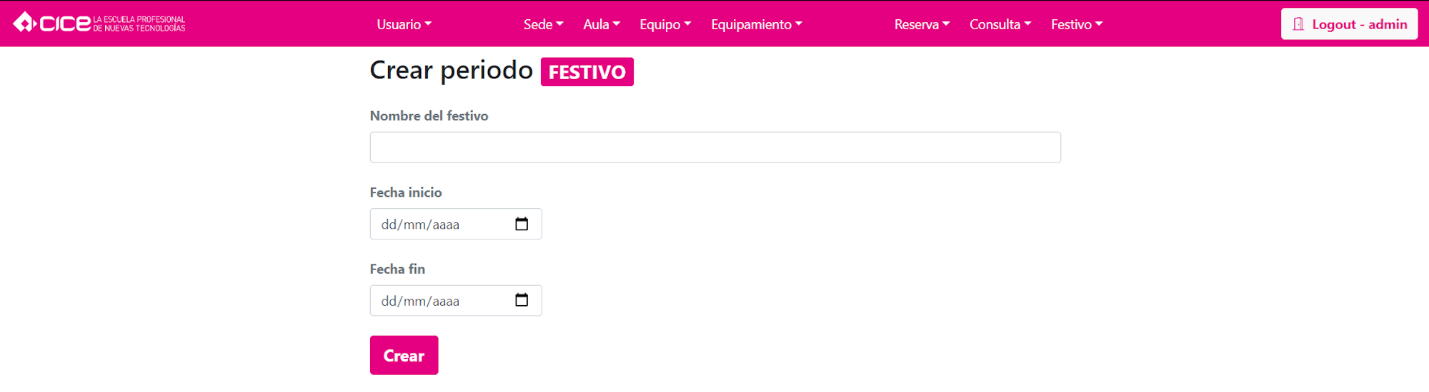 CICE LA ESCUELA PROFESIONAL
DE NUEVAS TECNOLOGÍAS
Usuario Sede Aula Equipo Equipamiento Reserva Consulta Festivo Logout - admin
Crear periodo FESTIVO
Nombre del festivo
Fecha inicio
dd/mm/aaaa
Fecha fin
dd/mm/aaaa
Crear